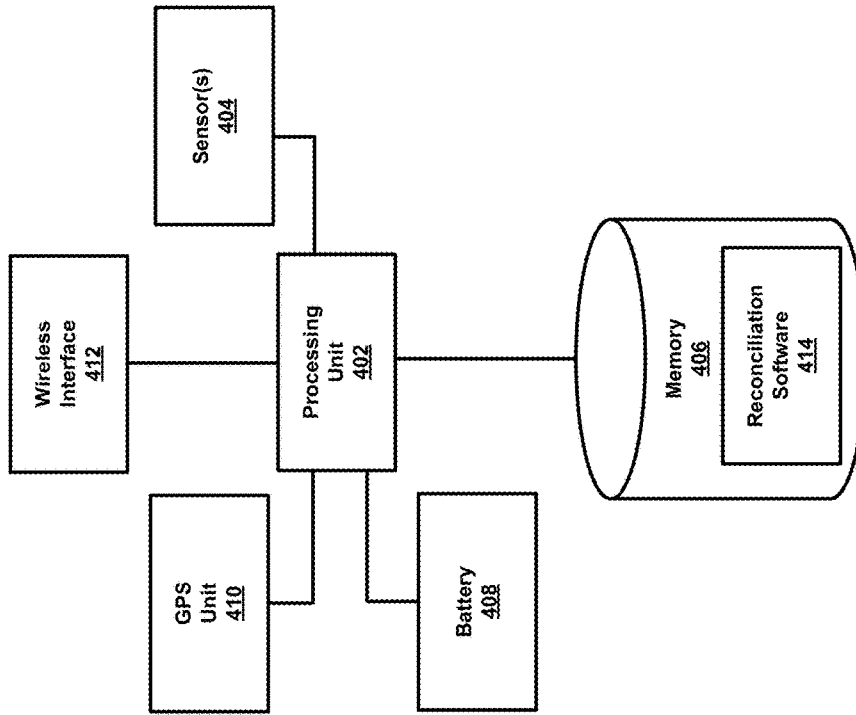 Wireless
Interface
412
Sensor(s)
404
GPS
Unit
410
Processing
Unit
402
Battery
408
Memory
406
Reconciliation
Software
414